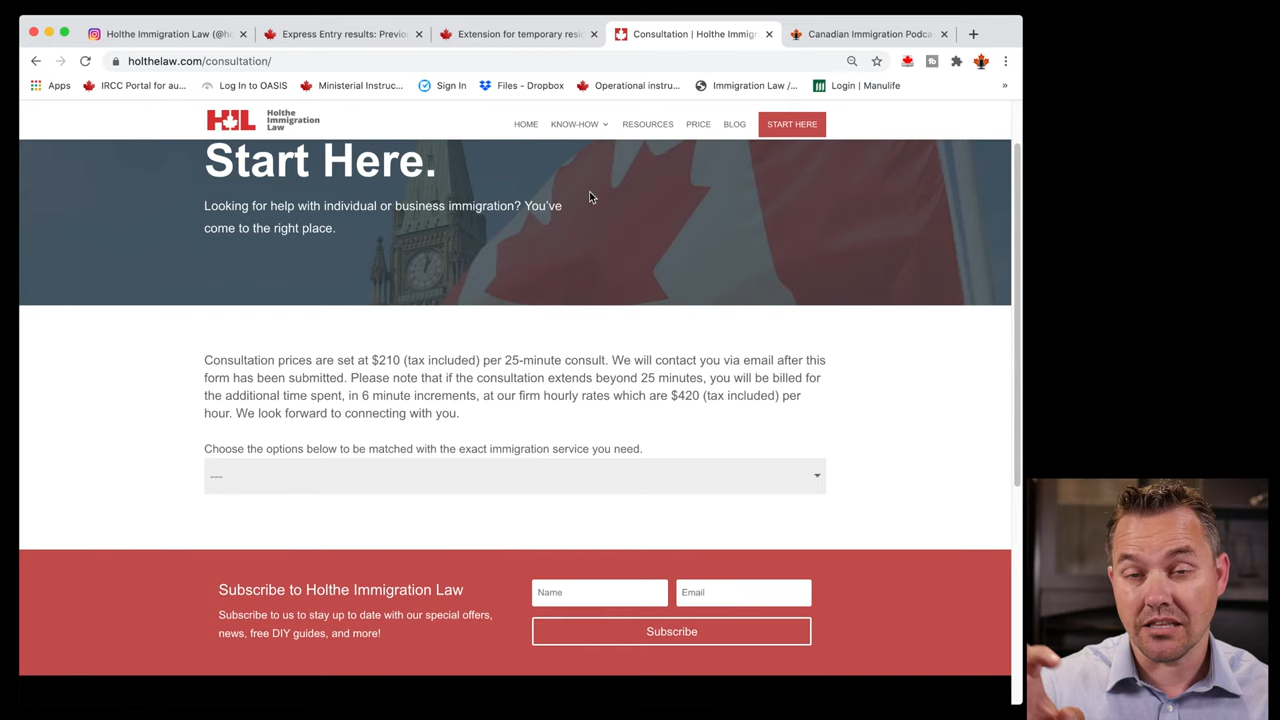 Holthe Immigration Law (@ho
Express Entry results: Previou
Extension for temporary resid
Consultation | Holthe Immigr
Canadian Immigration Podca
holthelaw.com/consultation/
Apps
IRCC Portal for au...
Log In to OASIS
Ministerial Instruc...
Sign In
Files - Dropbox
Operational instru...
Immigration Law /...
Login | Manulife
»
HIL
Holthe
Immigration
Law
HOME
KNOW-HOW
RESOURCES
PRICE
BLOG
START HERE
Start Here.
Looking for help with individual or business immigration? You've
come to the right place.
Consultation prices are set at $210 (tax included) per 25-minute consult. We will contact you via email after this
form has been submitted. Please note that if the consultation extends beyond 25 minutes, you will be billed for
the additional time spent, in 6 minute increments, at our firm hourly rates which are $420 (tax included) per
hour. We look forward to connecting with you.
Choose the options below to be matched with the exact immigration service you need.
---
Subscribe to Holthe Immigration Law
Subscribe to us to stay up to date with our special offers,
news, free DIY guides, and more!
Name
Email
Subscribe